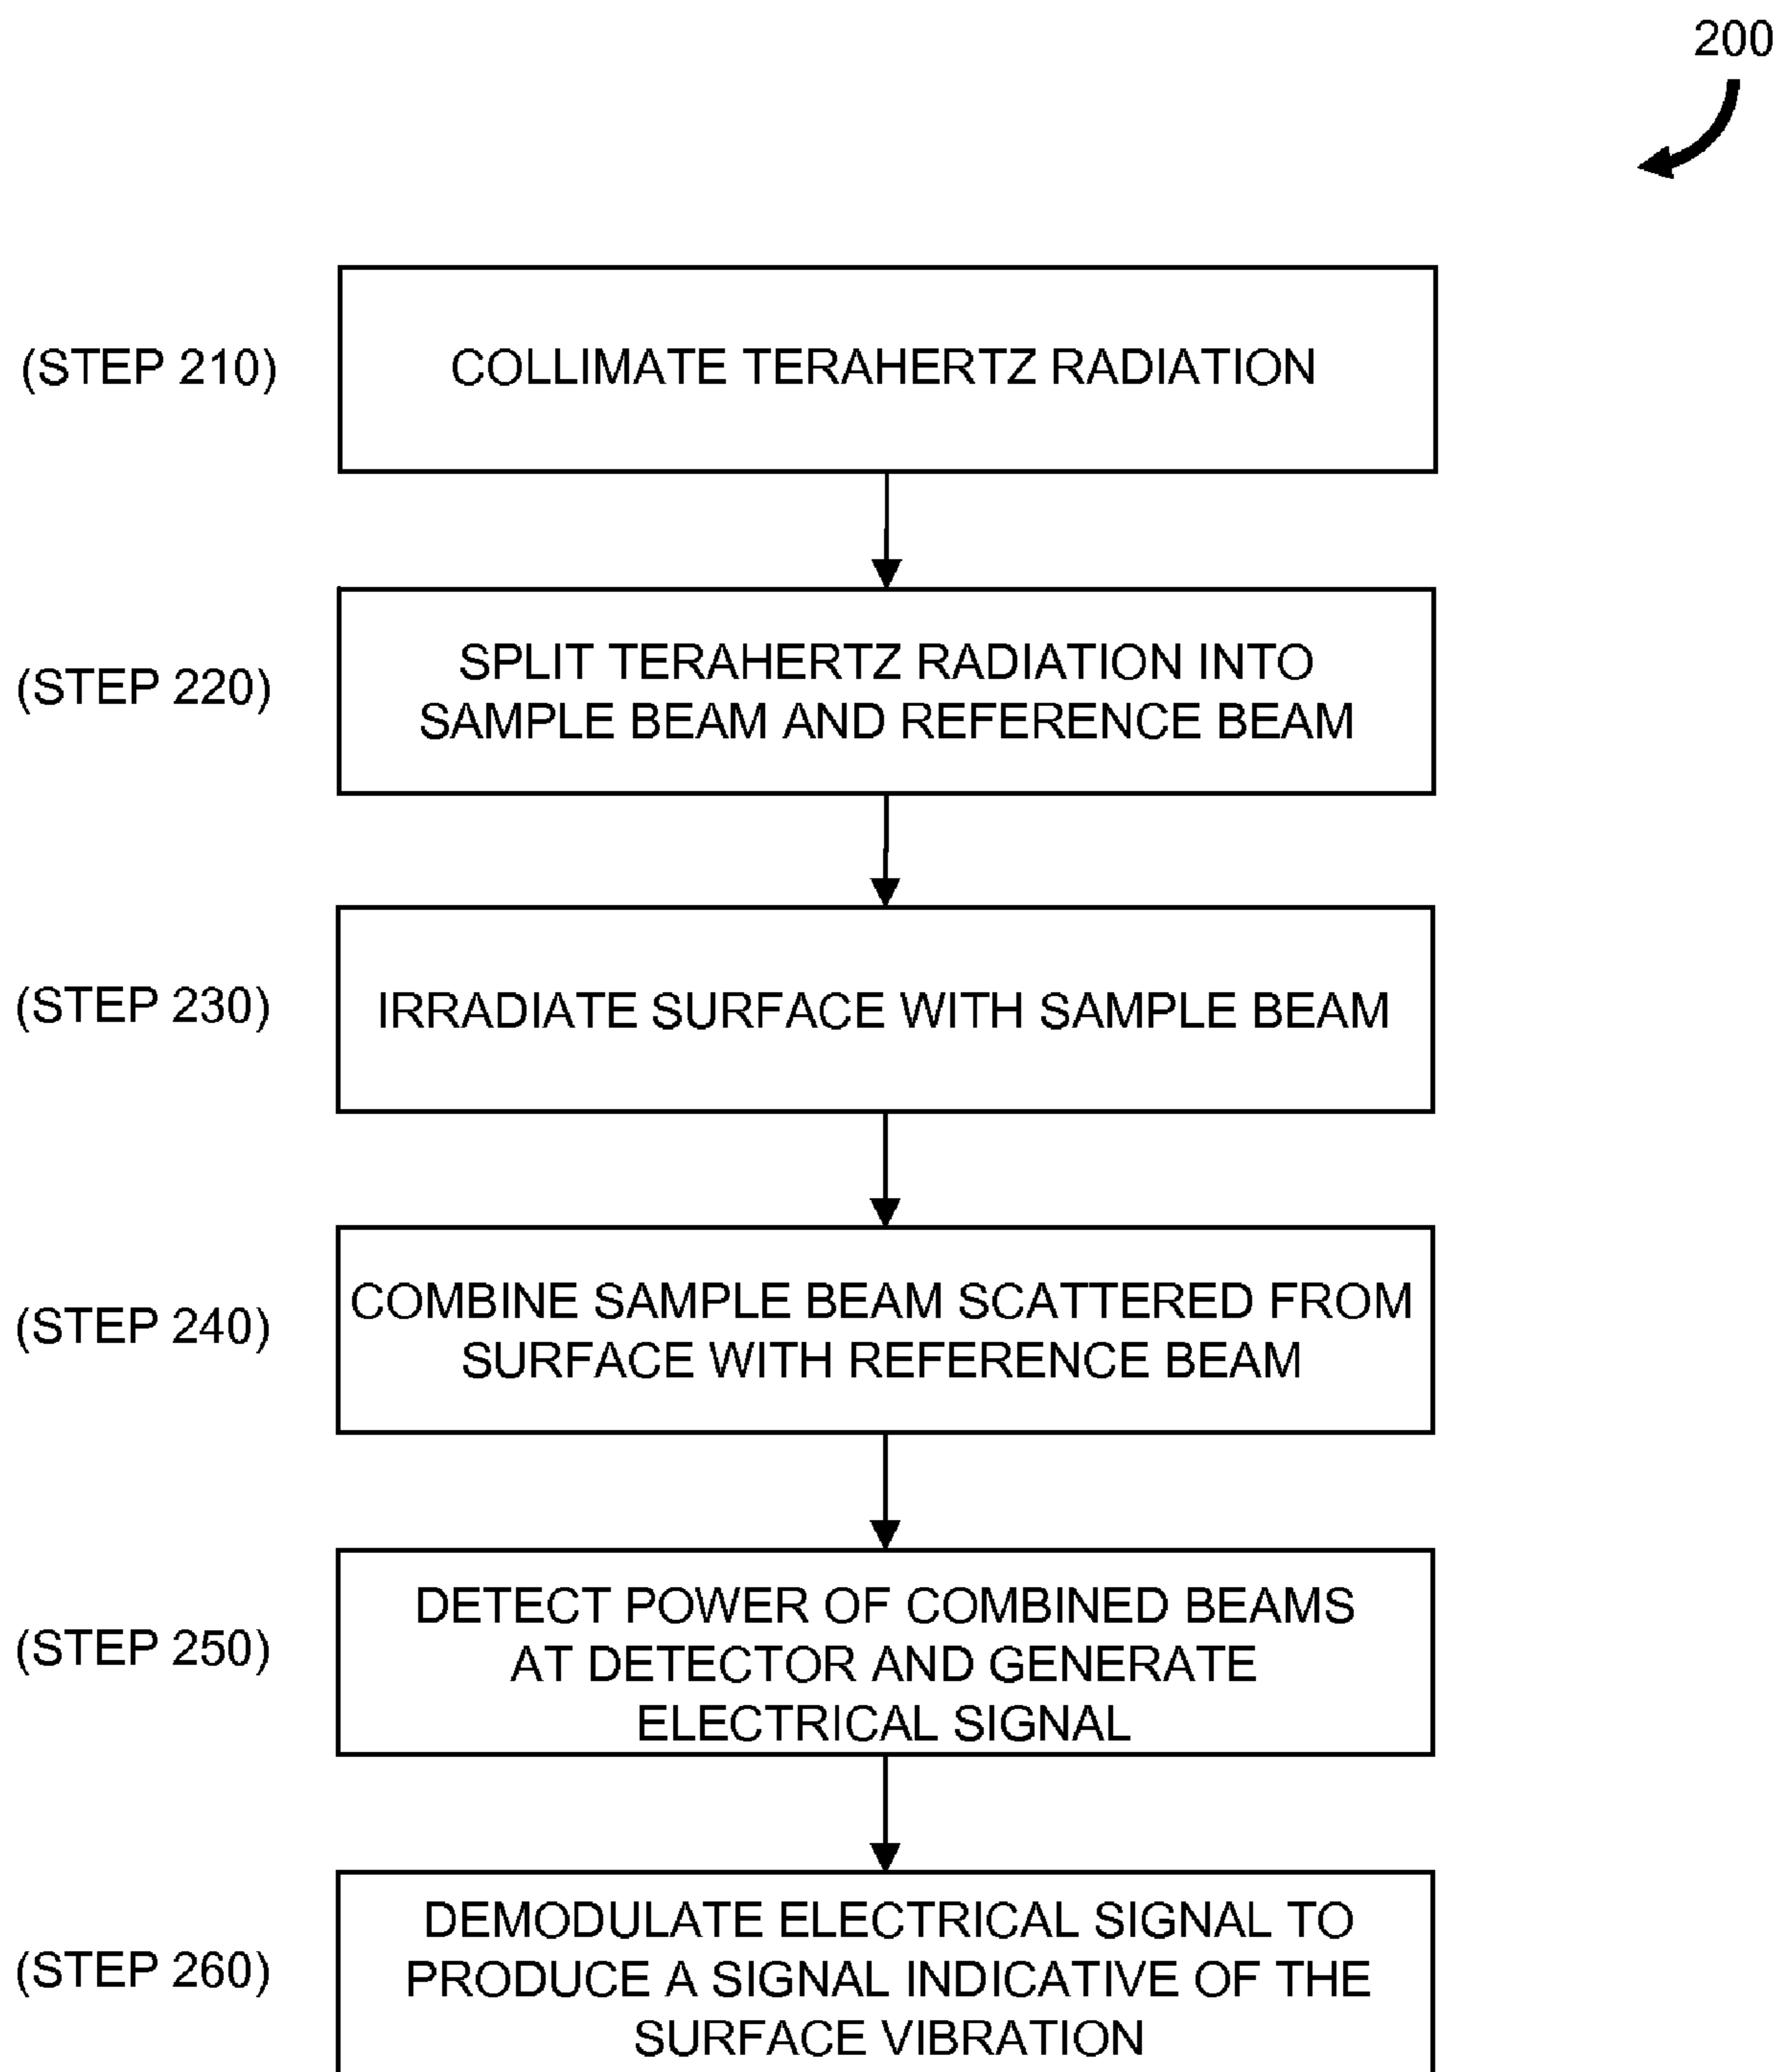 200
(STEP 210)
COLLIMATE TERAHERTZ RADIATION
(STEP 220)
SPLIT TERAHERTZ RADIATION INTO
SAMPLE BEAM AND REFERENCE BEAM
(STEP 230)
IRRADIATE SURFACE WITH SAMPLE BEAM
(STEP 240)
COMBINE SAMPLE BEAM SCATTERED FROM
SURFACE WITH REFERENCE BEAM
(STEP 250)
DETECT POWER OF COMBINED BEAMS
AT DETECTOR AND GENERATE
ELECTRICAL SIGNAL
(STEP 260)
DEMODULATE ELECTRICAL SIGNAL TO
PRODUCE A SIGNAL INDICATIVE OF THE
SURFACE VIBRATION